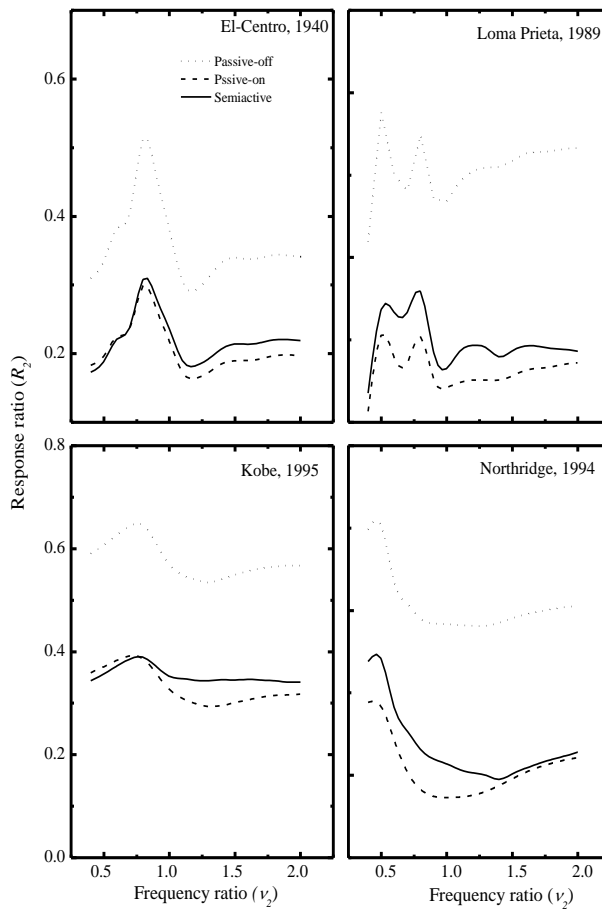 El-Centro, 1940
Passive-off
Pssive-on
Semiactive
Loma Prieta, 1989
0.6
0.4
0.2
Response ratio (R₂)
Kobe, 1995
Northridge, 1994
0.8
0.6
0.4
0.2
0.0
0.5 1.0 1.5 2.0
0.5 1.0 1.5 2.0
Frequency ratio (ν₂)
Frequency ratio (ν₂)